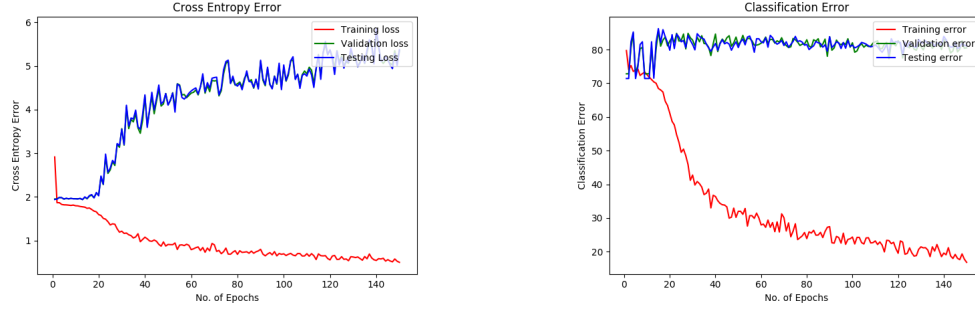 Cross Entropy Error
6
5
4
3
2
1
Cross Entropy Error
0
20
40
60
80
100
120
140
No. of Epochs
Training loss
Validation loss
Testing Loss
Classification Error
80
70
60
50
40
30
20
Classification Error
0
20
40
60
80
100
120
140
No. of Epochs
Training error
Validation error
Testing error